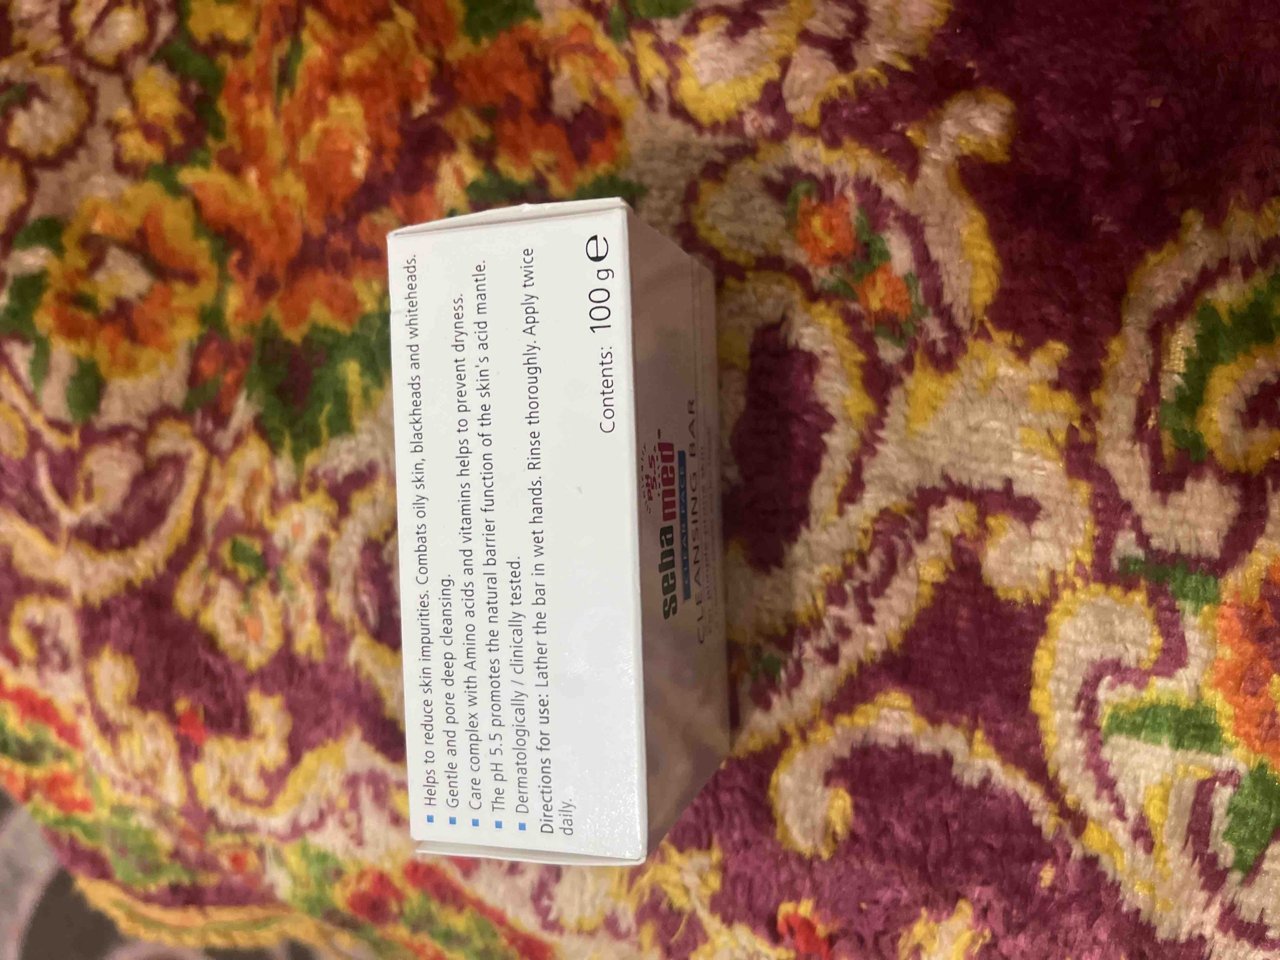 ▪ Helps to reduce skin impurities. Combats oily skin, blackheads and whiteheads.
▪ Gentle and pore deep cleansing.
▪ Care complex with Amino acids and vitamins helps to prevent dryness.
▪ The pH 5.5 promotes the natural barrier function of the skin's acid mantle.
▪ Dermatologically / clinically tested.
Directions for use: Lather the bar in wet hands. Rinse thoroughly. Apply twice
daily.
Contents: 100 g ℮
sebamed™
CLEAR FACE
CLEANSING BAR